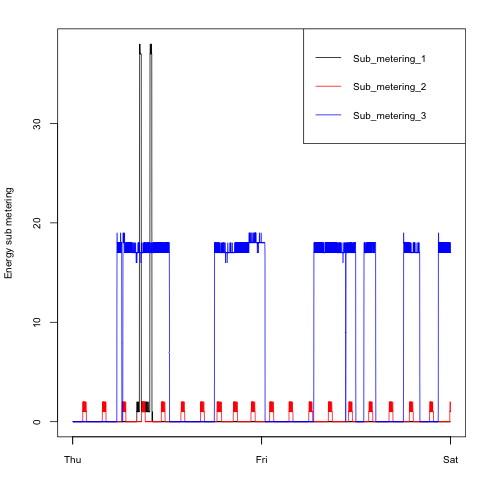 Sub_metering_1
Sub_metering_2
Sub_metering_3
Energy sub metering
30
20
10
0
Thu
Fri
Sat